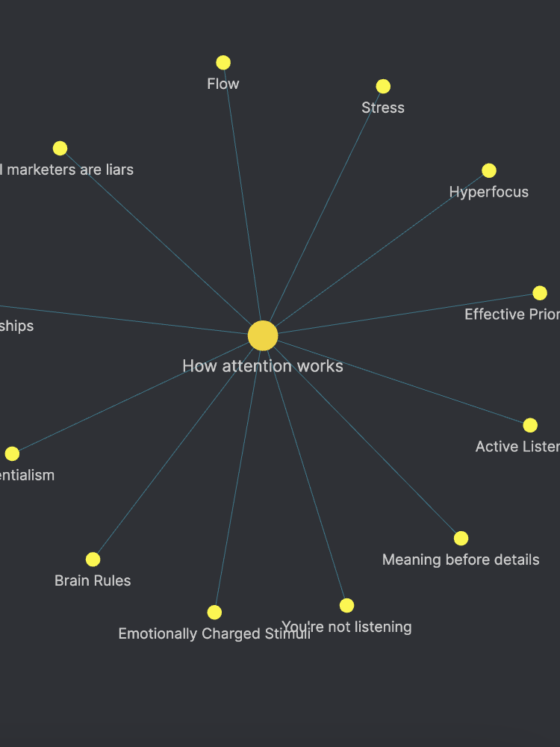 Flow
Stress
l marketers are liars
Hyperfocus
Effective Prior
ships
How attention works
Active Listen
entialism
Meaning before details
Brain Rules
You're not listening
Emotionally Charged Stimuli